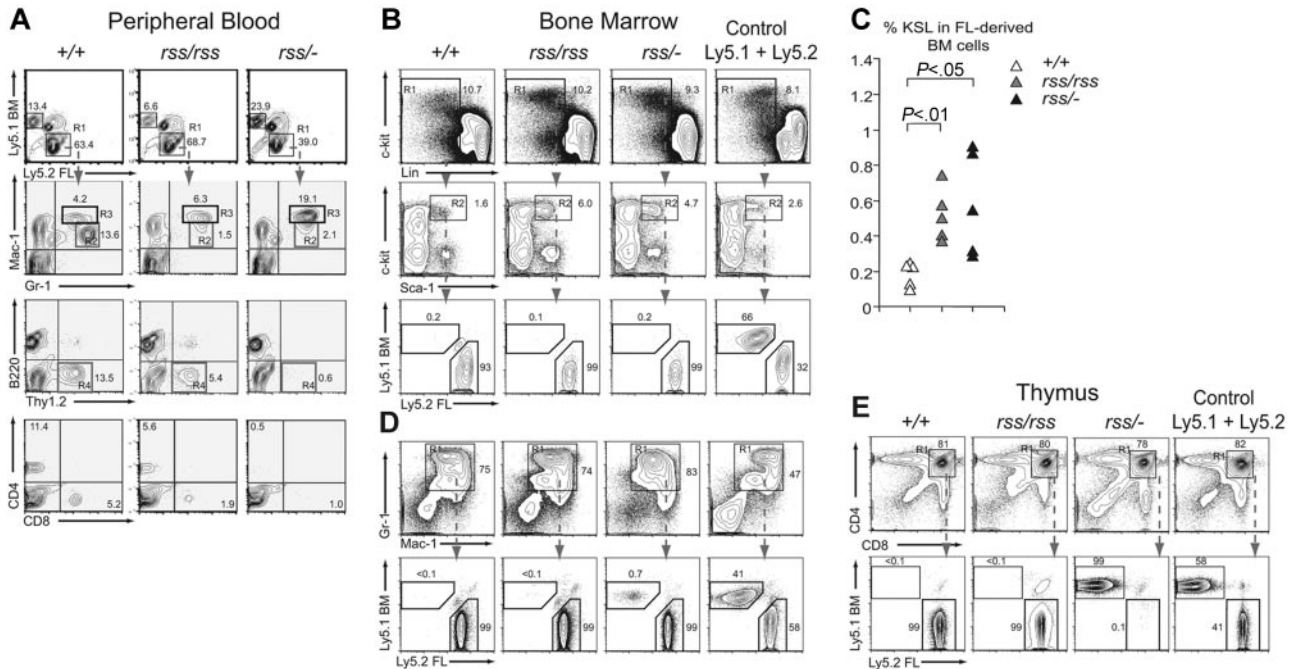 A
Peripheral Blood
+/+
rss/rss
rss/-
Ly5.1 BM
13.4
R1
63.4
6.6
R1
68.7
23.9
R1
39.0
Ly5.2 FL
Mac-1
4.2
R3
13.6
R2
6.3
R3
R2
1.5
19.1
R3
R2
2.1
Gr-1
B220
R4
13.5
R4
5.4
R4
0.6
Thy1.2
CD4
11.4
5.2
5.6
1.9
0.5
1.0
CD8
B
Bone Marrow
+/+
rss/rss
rss/-
Control
Ly5.1 + Ly5.2
c-kit
R1
10.7
R1
10.2
R1
9.3
R1
8.1
Lin
c-kit
R2
1.6
R2
6.0
R2
4.7
R2
2.6
Sca-1
Ly5.1 BM
0.2
93
0.1
99
0.2
99
66
32
Ly5.2 FL
C
% KSL in FL-derived
BM cells
1.4
1.2
1
0.8
0.6
0.4
0.2
0
P<.05
P<.01
+/+
rss/rss
rss/-
D
Gr-1
R1
75
R1
74
R1
83
R1
47
Mac-1
Ly5.1 BM
<0.1
99
<0.1
99
0.7
99
41
58
Ly5.2 FL
E
Thymus
+/+
rss/rss
rss/-
Control
Ly5.1 + Ly5.2
CD4
R1
81
R1
80
R1
78
R1
82
CD8
Ly5.1 BM
<0.1
99
<0.1
99
99
0.1
58
41
Ly5.2 FL